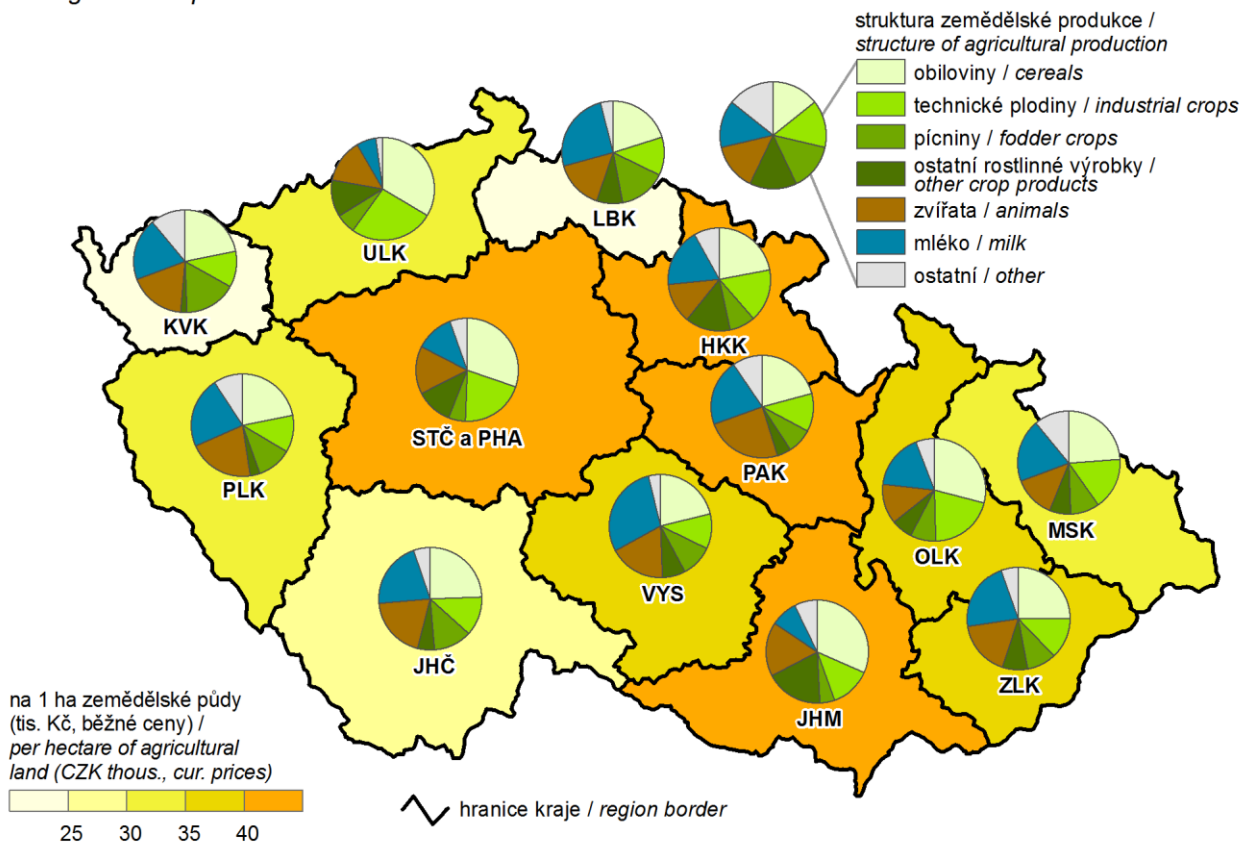 struktura zemědělské produkce /
structure of agricultural production
obiloviny / cereals
technické plodiny / industrial crops
pícniny / fodder crops
ostatní rostlinné výrobky /
other crop products
zvířata / animals
mléko / milk
ostatní / other
LBK
ULK
KVK
HKK
STČ a PHA
PAK
PLK
OLK
MSK
VYS
JHČ
ZLK
JHM
na 1 ha zemědělské půdy
(tis. Kč, běžné ceny) /
per hectare of agricultural
land (CZK thous., cur. prices)
25 30 35 40
hranice kraje / region border